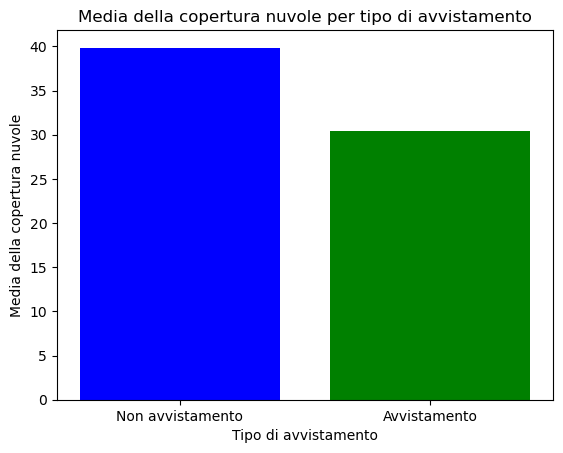 Media della copertura nuvole per tipo di avvistamento
Media della copertura nuvole
40
35
30
25
20
15
10
5
0
Non avvistamento
Avvistamento
Tipo di avvistamento